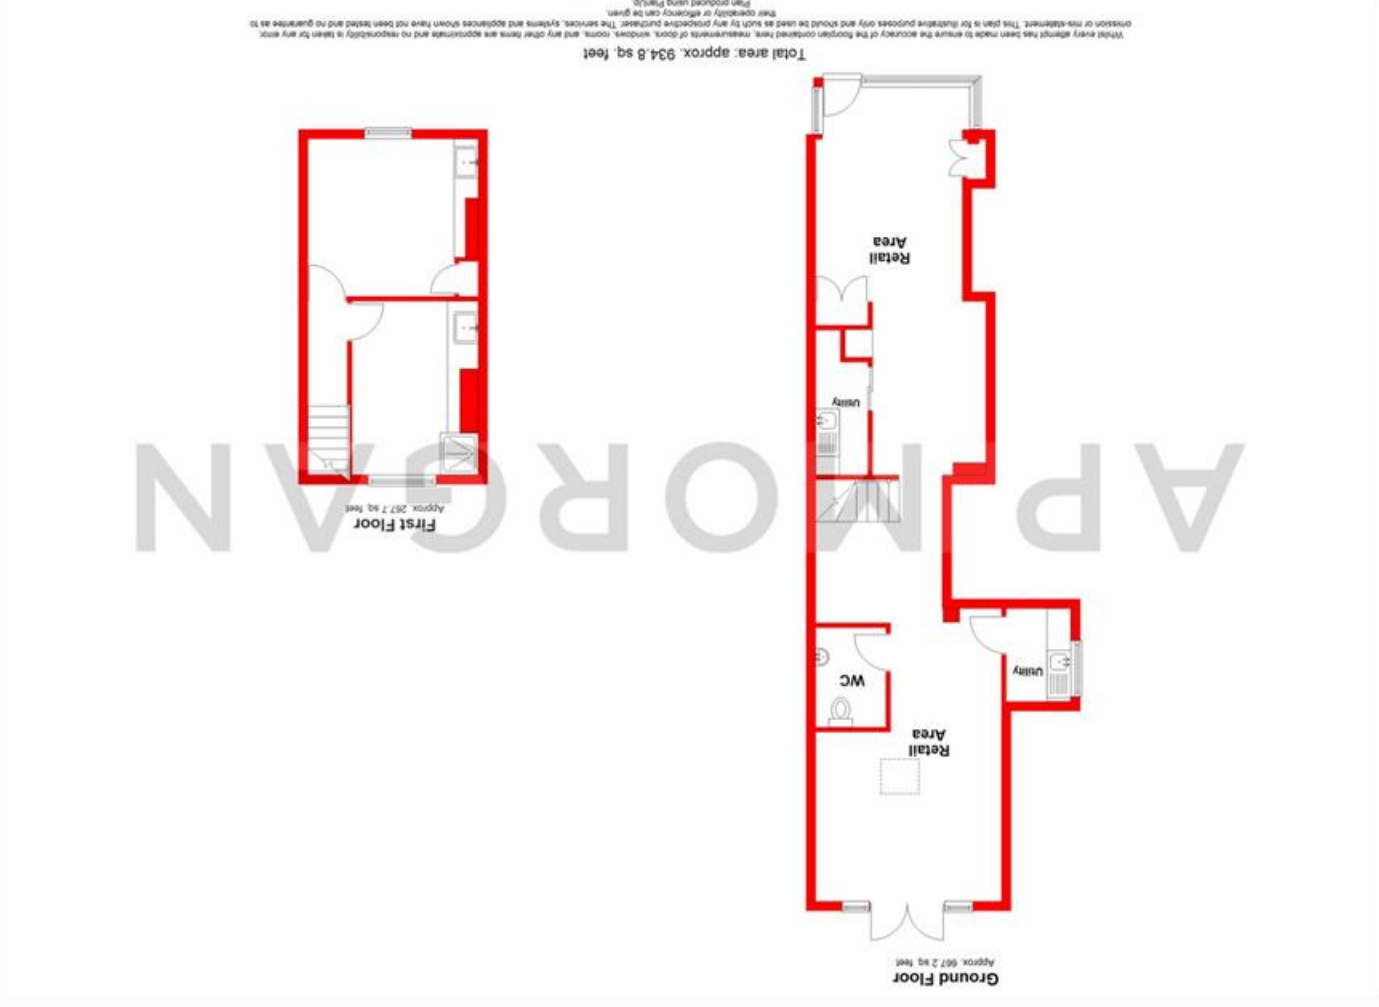 Ground Floor
Approx. 667.2 sq. feet
Retail
Area
WC
Utility
Utility
Retail
Area
First Floor
Approx. 267.7 sq. feet
APMORGAN
Total area: approx. 934.8 sq. feet
Whilst every attempt has been made to ensure the accuracy of the floorplan contained here, measurements of doors, windows, rooms, and any other items are approximate and no responsibility is taken for any error,
omission or mis-statement. This plan is for illustrative purposes only and should be used as such by any prospective purchaser. The services, systems and appliances shown have not been tested and no guarantee as to
their operability or efficiency can be given.
Plan produced using PlanUp.